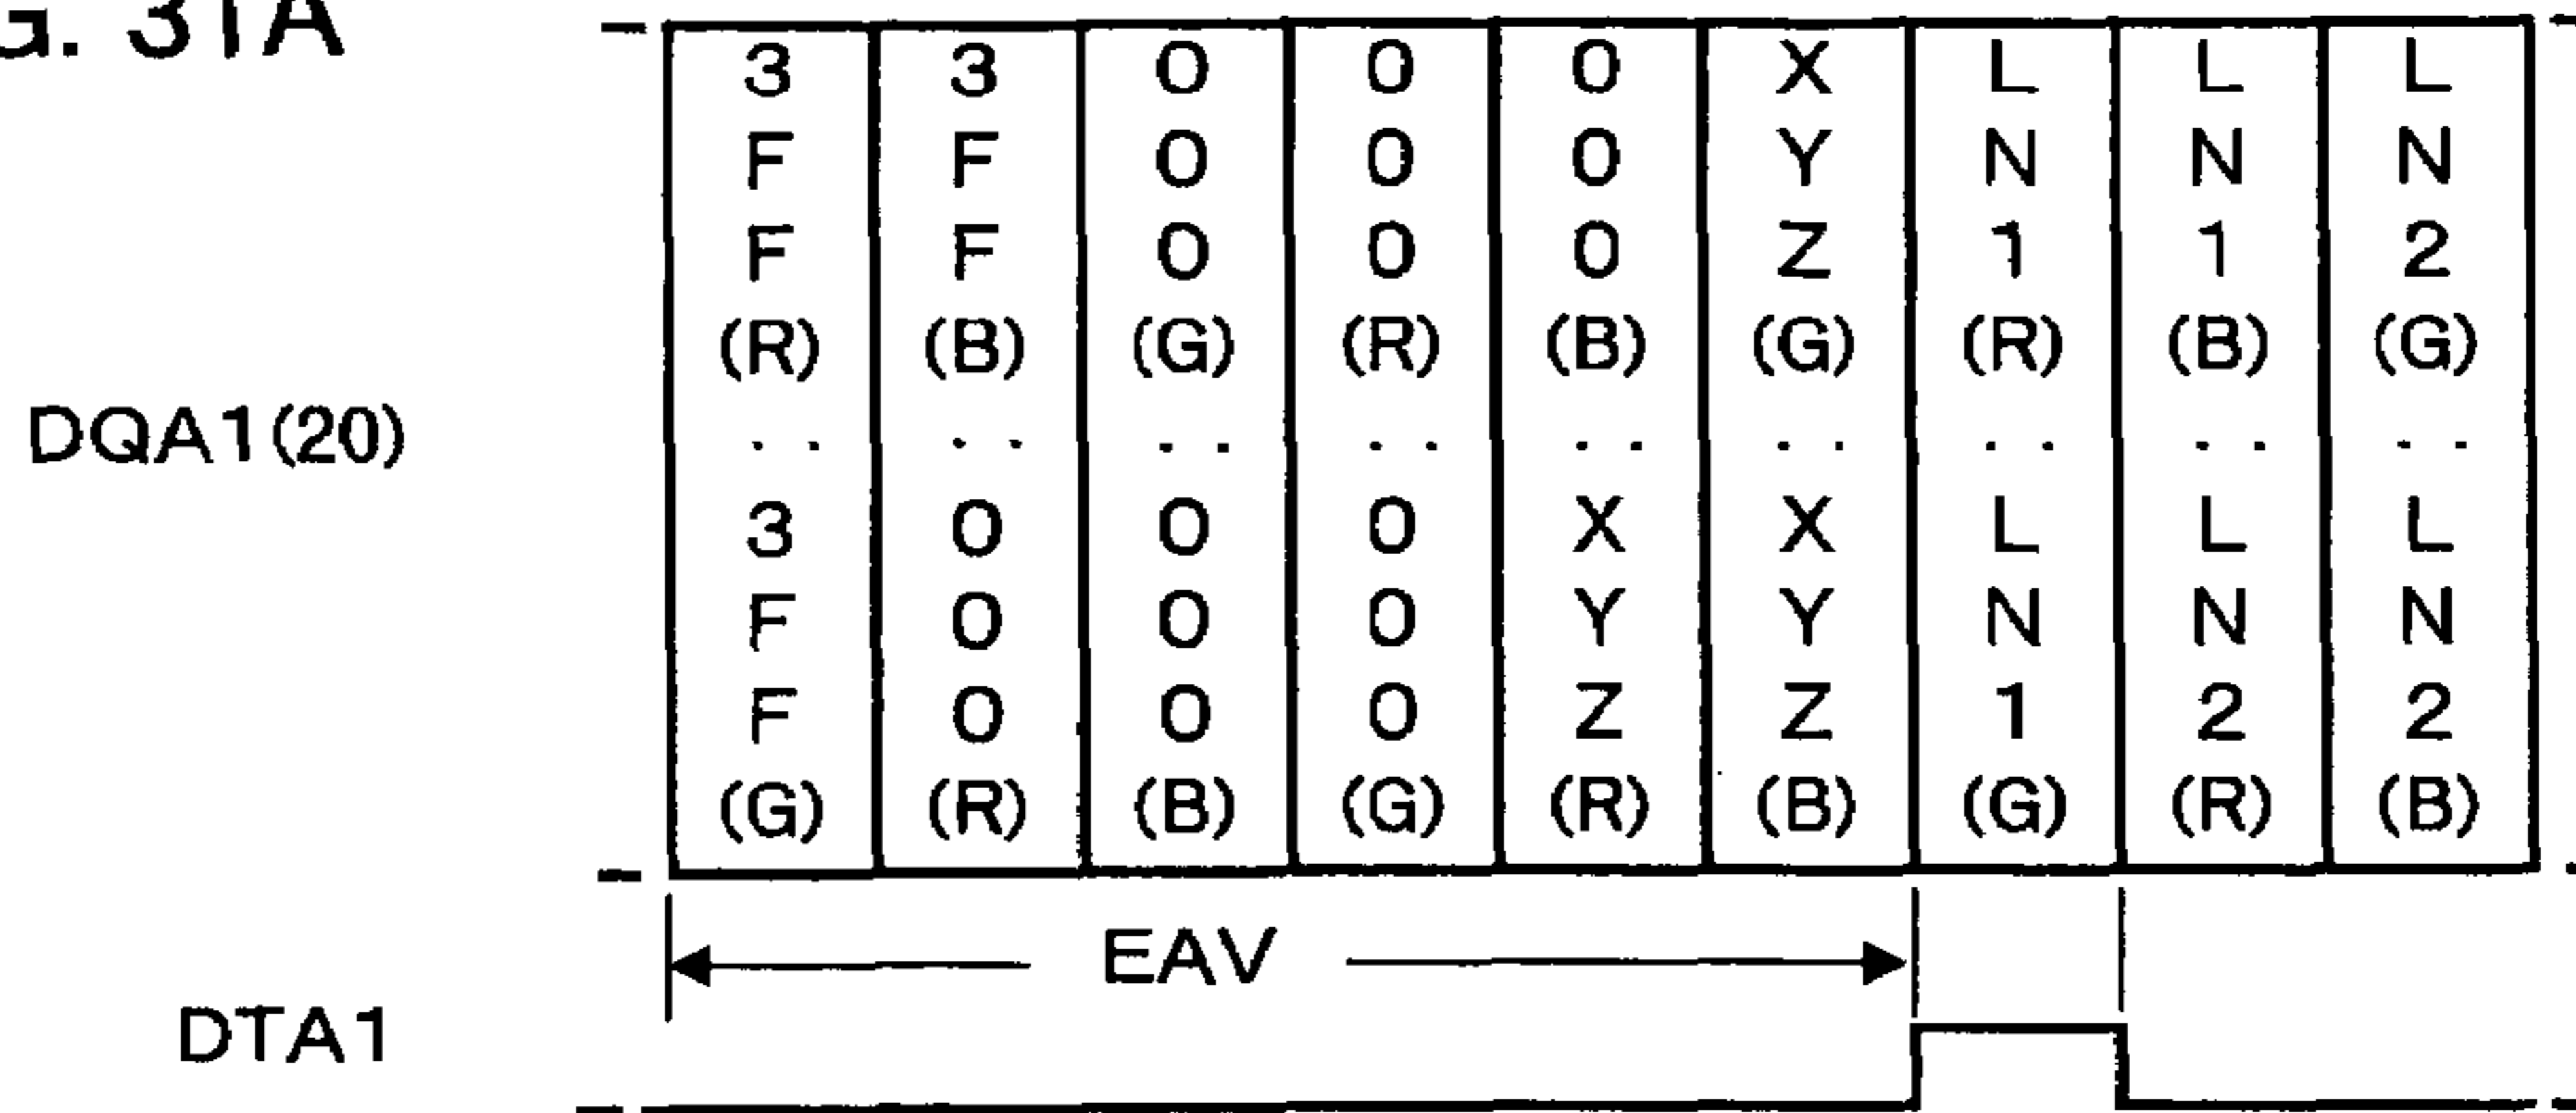 G. 31A
3 3 0 0 0 X L L L
F F 0 0 0 Y N N N
F F 0 0 0 Z 1 1 2
(R) (B) (G) (R) (B) (G) (R) (B) (G)
DQA1(20)
.. .. .. .. .. .. .. .. ..
3 0 0 0 X X L L L
F 0 0 0 Y Y N N N
F 0 0 0 Z Z 1 2 2
(G) (R) (B) (G) (R) (B) (G) (R) (B)
EAV
DTA1